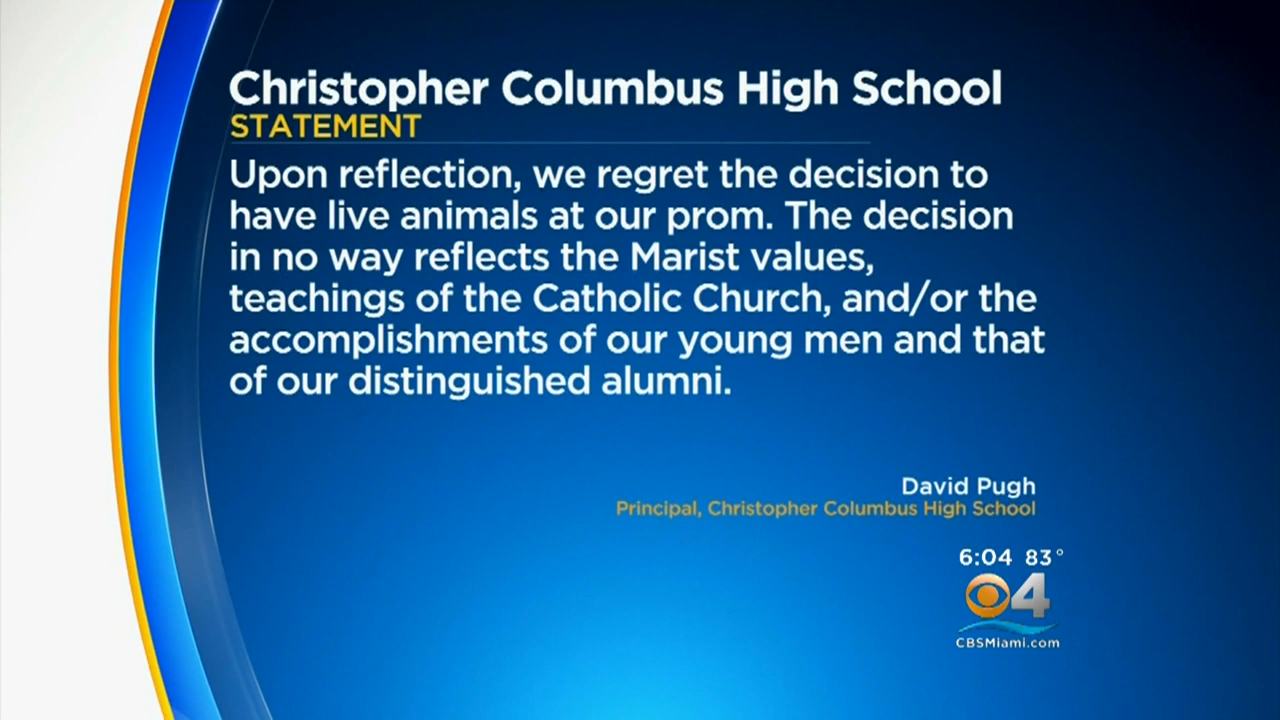 Christopher Columbus High School
STATEMENT
Upon reflection, we regret the decision to
have live animals at our prom. The decision
in no way reflects the Marist values,
teachings of the Catholic Church, and/or the
accomplishments of our young men and that
of our distinguished alumni.
David Pugh
Principal, Christopher Columbus High School
6:04 83°
4
CBSMiami.com